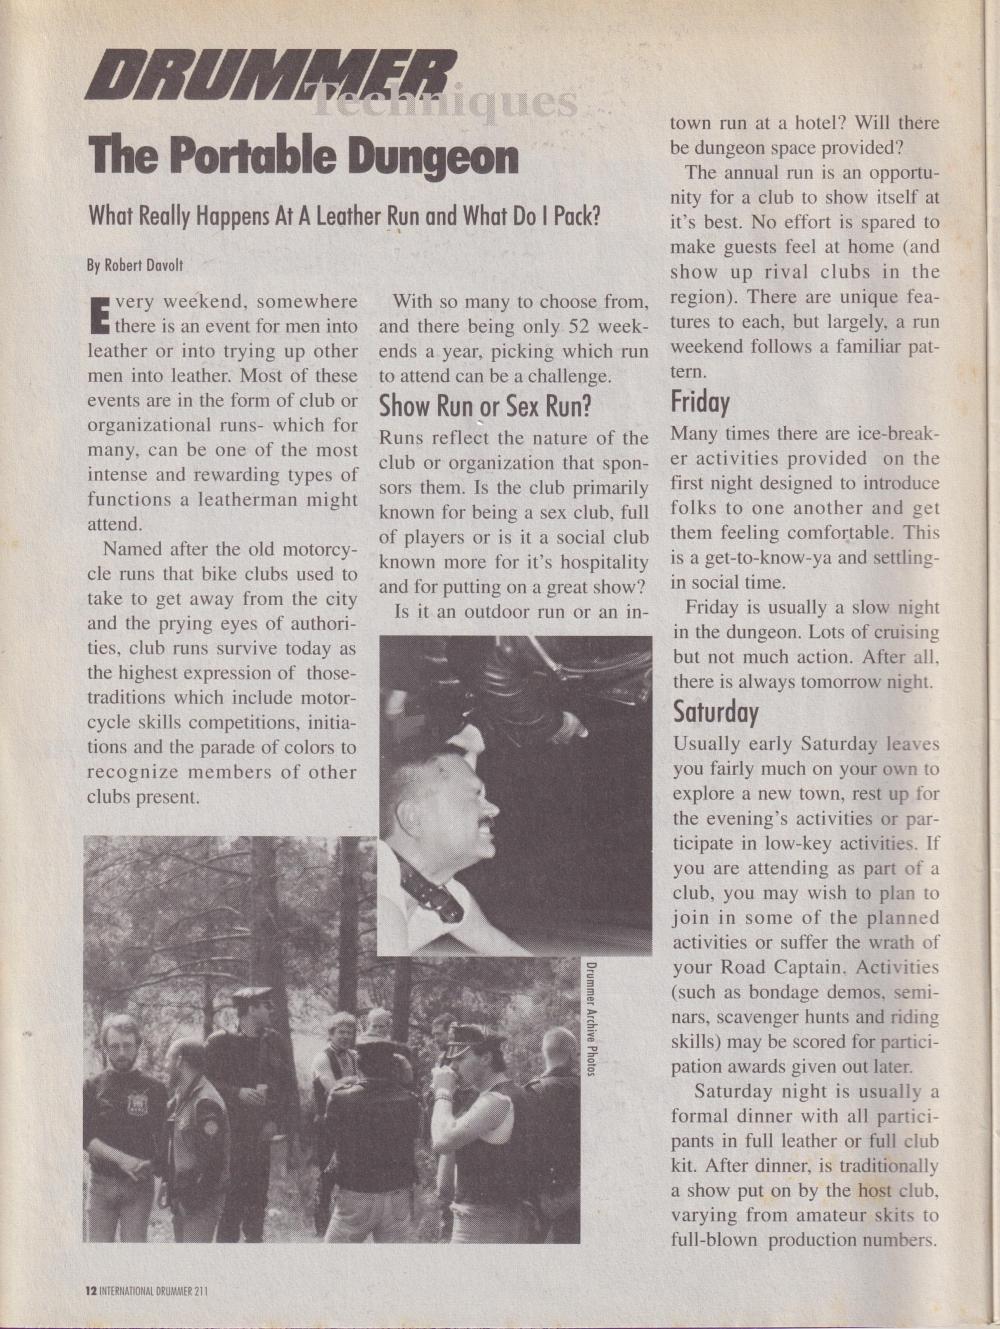 DRUMMER
Techniques
The Portable Dungeon
What Really Happens At A Leather Run and What Do I Pack?
By Robert Davolt
Every weekend, somewhere
there is an event for men into
leather or into trying up other
men into leather. Most of these
events are in the form of club or
organizational runs- which for
many, can be one of the most
intense and rewarding types of
functions a leatherman might
attend.
Named after the old motorcy-
cle runs that bike clubs used to
take to get away from the city
and the prying eyes of authori-
ties, club runs survive today as
the highest expression of those-
traditions which include motor-
cycle skills competitions, initia-
tions and the parade of colors to
recognize members of other
clubs present.
With so many to choose from,
and there being only 52 week-
ends a year, picking which run
to attend can be a challenge.
Show Run or Sex Run?
Runs reflect the nature of the
club or organization that spon-
sors them. Is the club primarily
known for being a sex club, full
of players or is it a social club
known more for it's hospitality
and for putting on a great show?
Is it an outdoor run or an in-
Drummer Archive Photos
town run at a hotel? Will there
be dungeon space provided?
The annual run is an opportu-
nity for a club to show itself at
it's best. No effort is spared to
make guests feel at home (and
show up rival clubs in the
region). There are unique fea-
tures to each, but largely, a run
weekend follows a familiar pat-
tern.
Friday
Many times there are ice-break-
er activities provided on the
first night designed to introduce
folks to one another and get
them feeling comfortable. This
is a get-to-know-ya and settling-
in social time.
Friday is usually a slow night
in the dungeon. Lots of cruising
but not much action. After all,
there is always tomorrow night.
Saturday
Usually early Saturday leaves
you fairly much on your own to
explore a new town, rest up for
the evening's activities or par-
ticipate in low-key activities. If
you are attending as part of a
club, you may wish to plan to
join in some of the planned
activities or suffer the wrath of
your Road Captain. Activities
(such as bondage demos, semi-
nars, scavenger hunts and riding
skills) may be scored for partici-
pation awards given out later.
Saturday night is usually a
formal dinner with all partici-
pants in full leather or full club
kit. After dinner, is traditionally
a show put on by the host club,
varying from amateur skits to
full-blown production numbers.
12 INTERNATIONAL DRUMMER 211